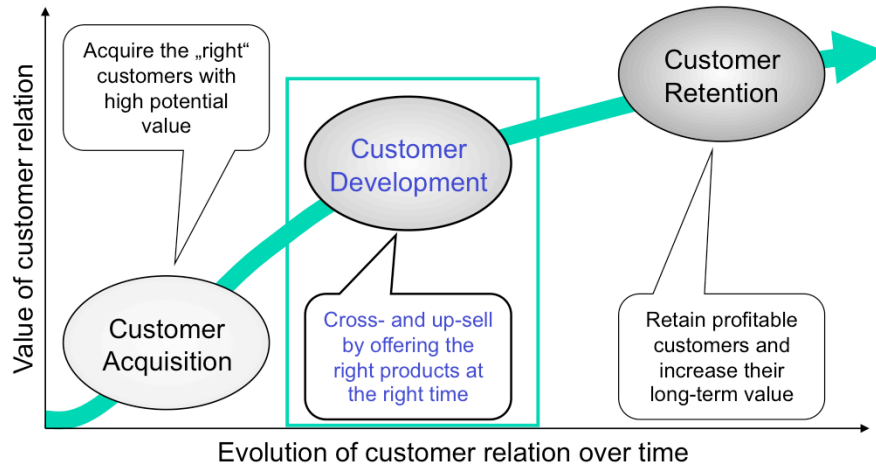 Value of customer relation
Acquire the „right“
customers with
high potential
value
Customer
Acquisition
Customer
Development
Cross- and up-sell
by offering the
right products at
the right time
Customer
Retention
Retain profitable
customers and
increase their
long-term value
Evolution of customer relation over time